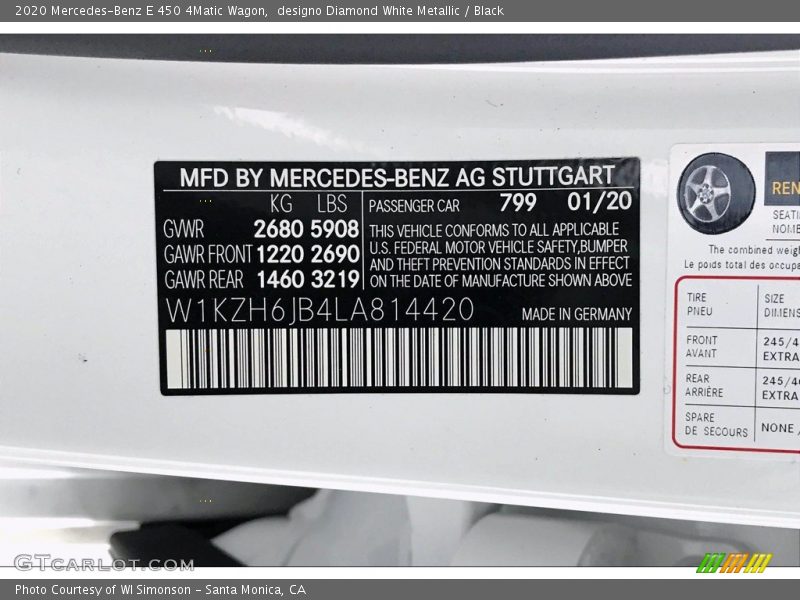 2020 Mercedes-Benz E 450 4Matic Wagon, designo Diamond White Metallic / Black
MFD BY MERCEDES-BENZ AG STUTTGART
KG LBS
GVWR 2680 5908
GAWR FRONT 1220 2690
GAWR REAR 1460 3219
PASSENGER CAR 799 01/20
THIS VEHICLE CONFORMS TO ALL APPLICABLE
U.S. FEDERAL MOTOR VEHICLE SAFETY,BUMPER
AND THEFT PREVENTION STANDARDS IN EFFECT
ON THE DATE OF MANUFACTURE SHOWN ABOVE
W1KZH6JB4LA814420 MADE IN GERMANY
The combined
Le poids total des
TIRE SIZE
PNEU
FRONT
AVANT EXTRA
REAR
ARRIÈRE EXTRA
SPARE NONE
DE SECOURS
GTCARLOT.COM
Photo Courtesy of WI Simonson - Santa Monica, CA